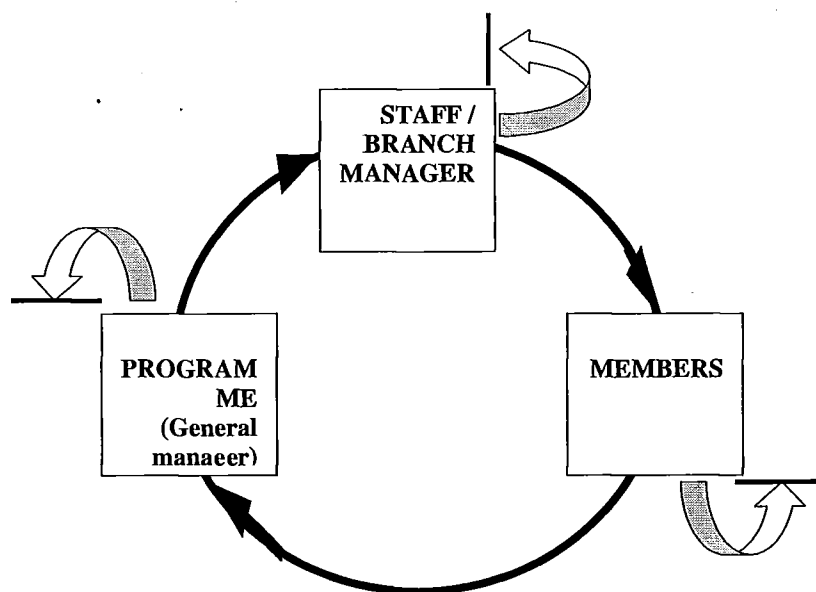 STAFF /
BRANCH
MANAGER
PROGRAM
ME
(General
manaeer)
MEMBERS